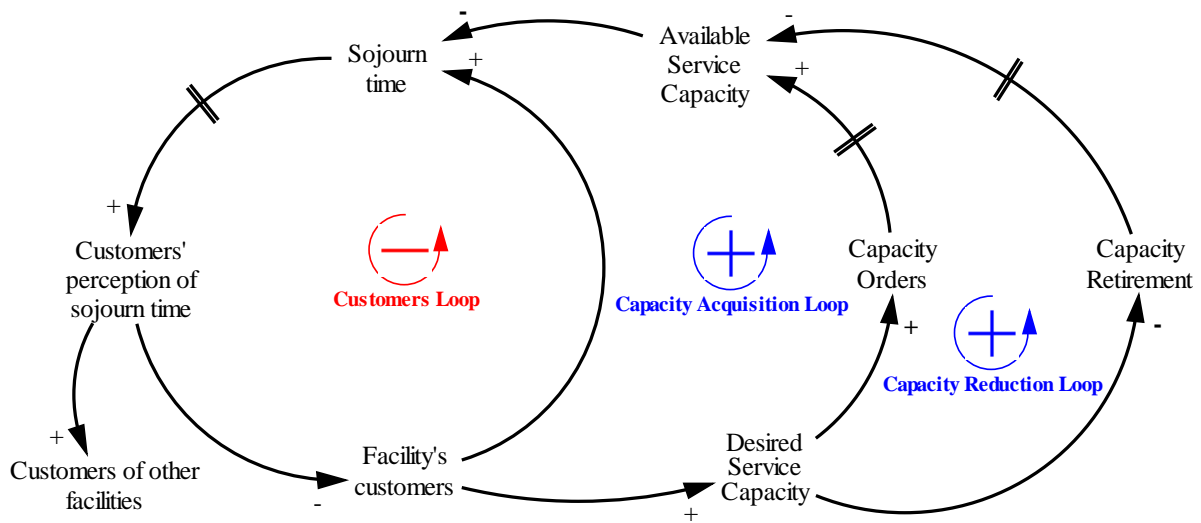 -
-
Sojourn
time
+
Available
Service
Capacity
+
+
Customers'
perception of
sojourn time
Customers Loop
Capacity Acquisition Loop
Capacity
Orders
Capacity
Retirement
+
-
Capacity Reduction Loop
+
Customers of other
facilities
-
Facility's
customers
+
Desired
Service
Capacity